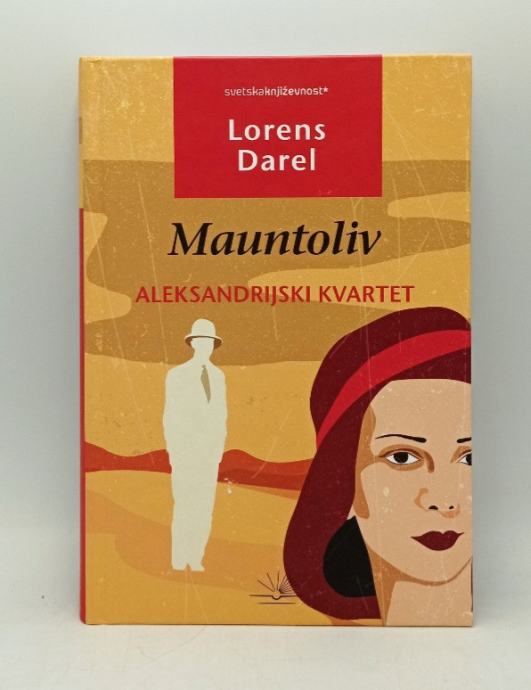 svetskaknjiževnost*
Lorens
Darel
Mauntoliv
ALEKSANDRIJSKI KVARTET